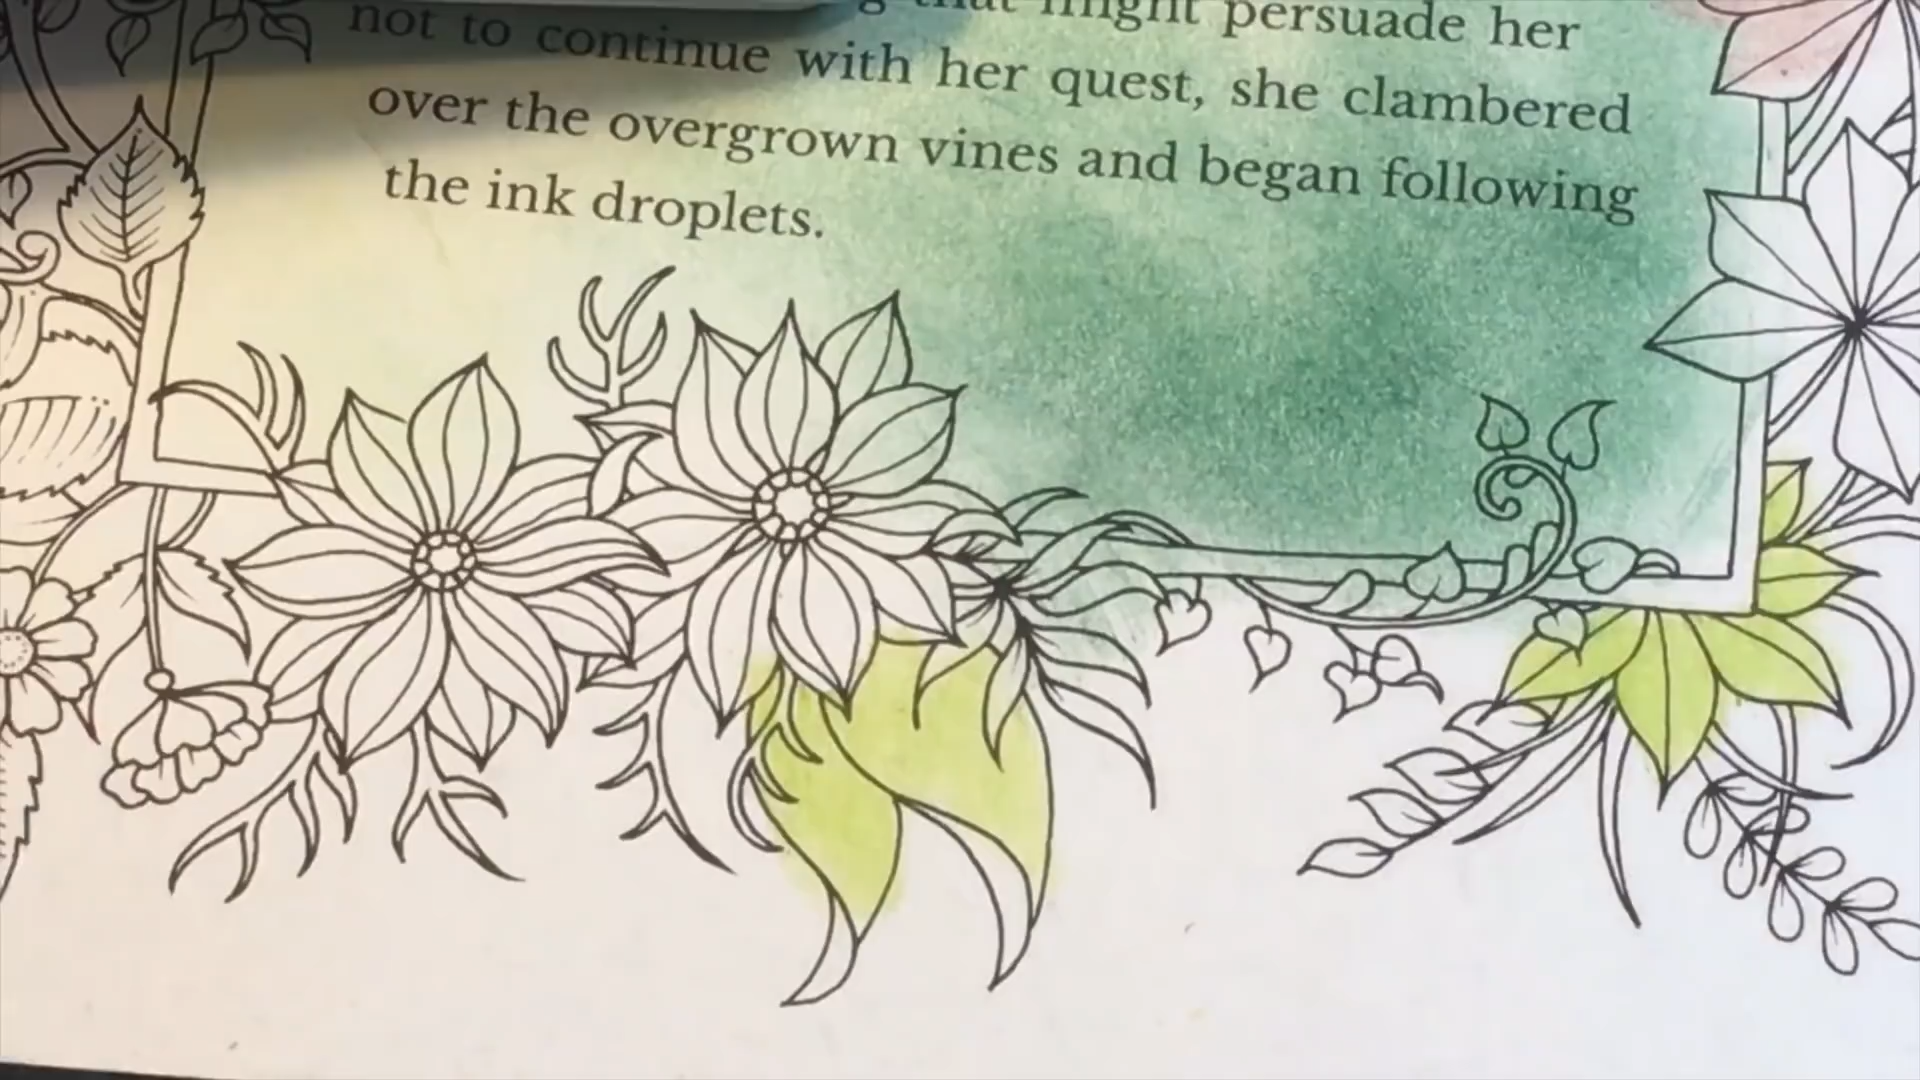 might persuade her
not to continue with her quest, she clambered
over the overgrown vines and began following
the ink droplets.